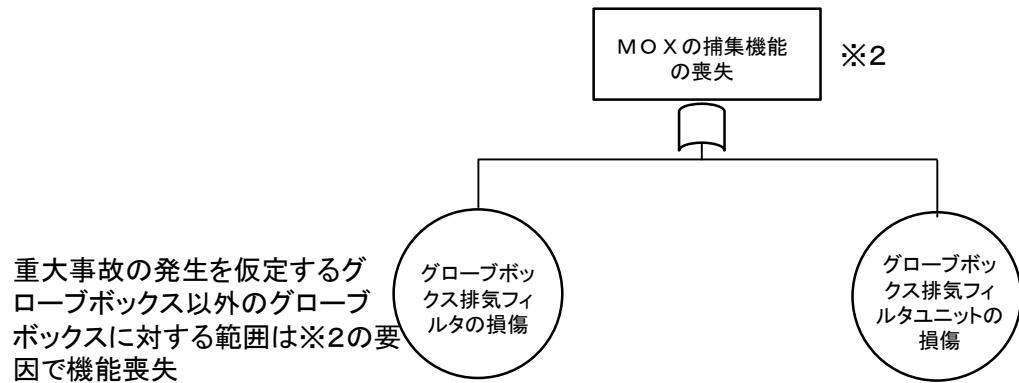 ＭＯＸの捕集機能
の喪失
※2
グローブボッ
クス排気フィ
ルタの損傷
グローブボッ
クス排気フィ
ルタユニットの
損傷
重大事故の発生を仮定するグ
ローブボックス以外のグローブ
ボックスに対する範囲は※2の要
因で機能喪失